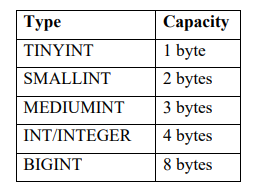 Type Capacity
TINYINT 1 byte
SMALLINT 2 bytes
MEDIUMINT 3 bytes
INT/INTEGER 4 bytes
BIGINT 8 bytes